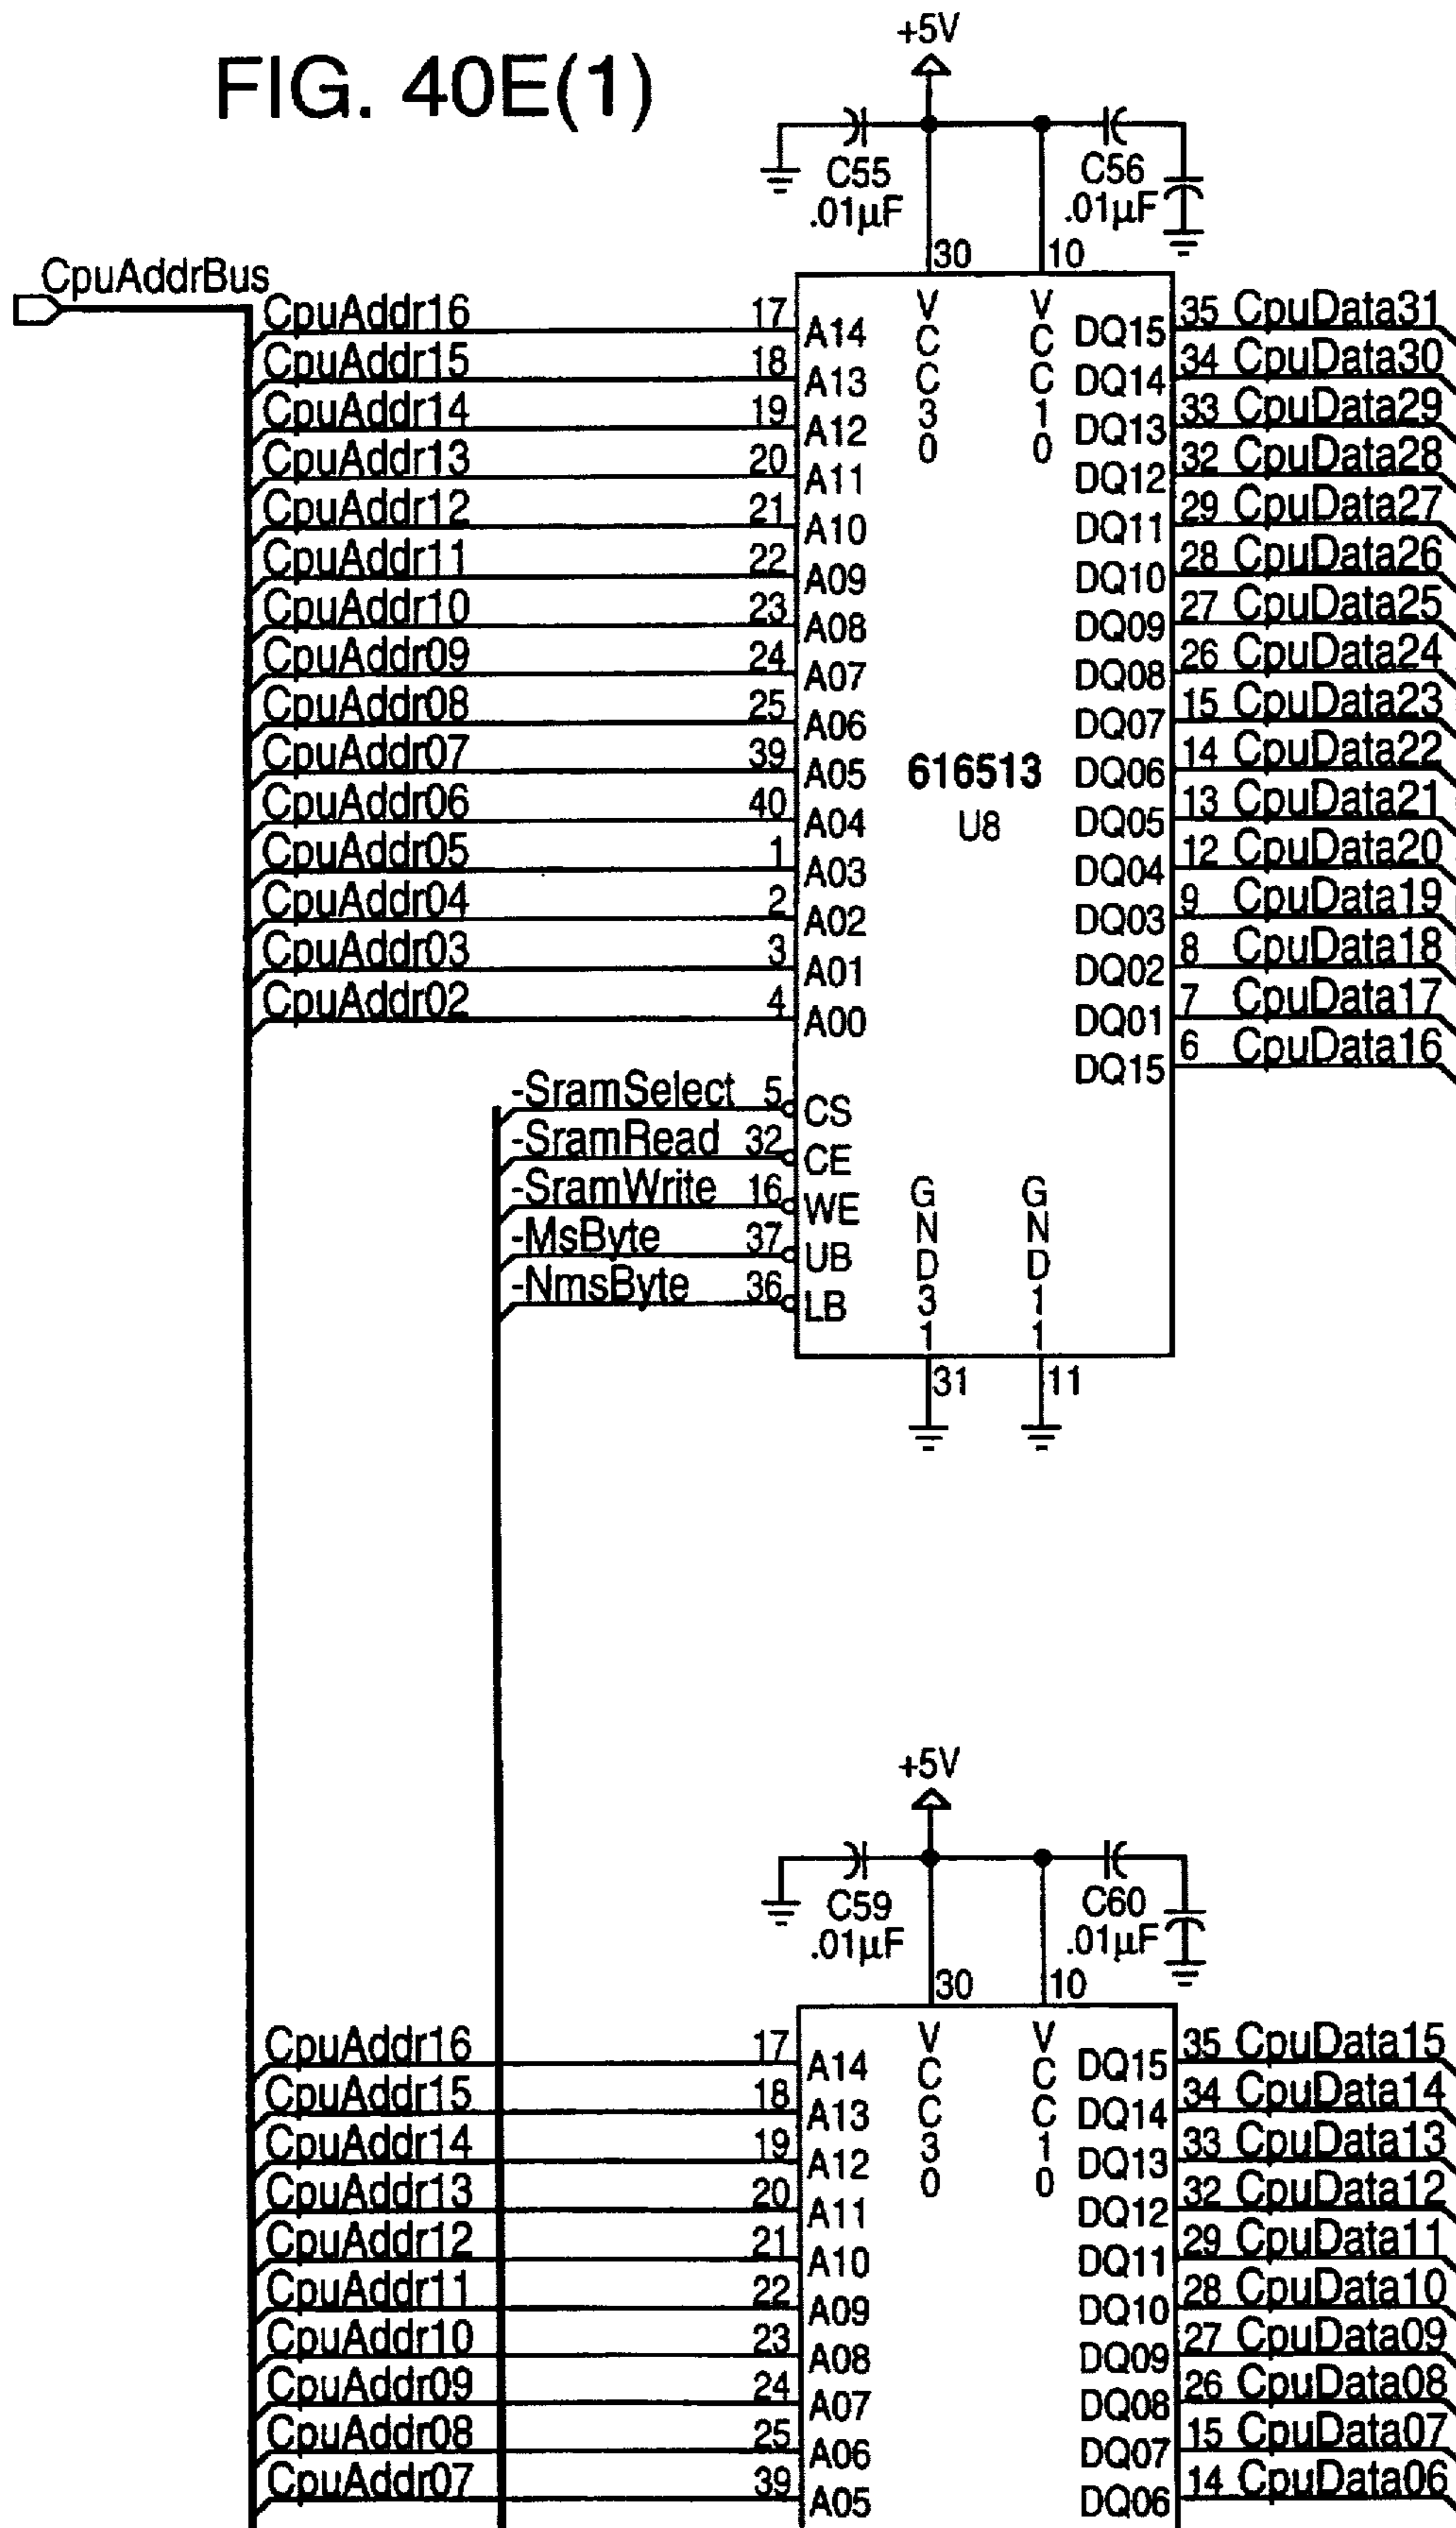 FIG. 40E(1)
+5V
C55
.01µF
C56
.01µF
30
10
CpuAddrBus
CpuAddr16 17 A14
CpuAddr15 18 A13
CpuAddr14 19 A12
CpuAddr13 20 A11
CpuAddr12 21 A10
CpuAddr11 22 A09
CpuAddr10 23 A08
CpuAddr09 24 A07
CpuAddr08 25 A06
CpuAddr07 39 A05
CpuAddr06 40 A04
CpuAddr05 1 A03
CpuAddr04 2 A02
CpuAddr03 3 A01
CpuAddr02 4 A00
-SramSelect 5 CS
-SramRead 32 CE
-SramWrite 16 WE
-MsByte 37 UB
-NmsByte 36 LB
VCC30
VCC10
616513
U8
GND31
GND11
31
11
DQ15 35 CpuData31
DQ14 34 CpuData30
DQ13 33 CpuData29
DQ12 32 CpuData28
DQ11 29 CpuData27
DQ10 28 CpuData26
DQ09 27 CpuData25
DQ08 26 CpuData24
DQ07 15 CpuData23
DQ06 14 CpuData22
DQ05 13 CpuData21
DQ04 12 CpuData20
DQ03 9 CpuData19
DQ02 8 CpuData18
DQ01 7 CpuData17
DQ15 6 CpuData16
+5V
C59
.01µF
C60
.01µF
30
10
CpuAddr16 17 A14
CpuAddr15 18 A13
CpuAddr14 19 A12
CpuAddr13 20 A11
CpuAddr12 21 A10
CpuAddr11 22 A09
CpuAddr10 23 A08
CpuAddr09 24 A07
CpuAddr08 25 A06
CpuAddr07 39 A05
VCC30
VCC10
DQ15 35 CpuData15
DQ14 34 CpuData14
DQ13 33 CpuData13
DQ12 32 CpuData12
DQ11 29 CpuData11
DQ10 28 CpuData10
DQ09 27 CpuData09
DQ08 26 CpuData08
DQ07 15 CpuData07
DQ06 14 CpuData06